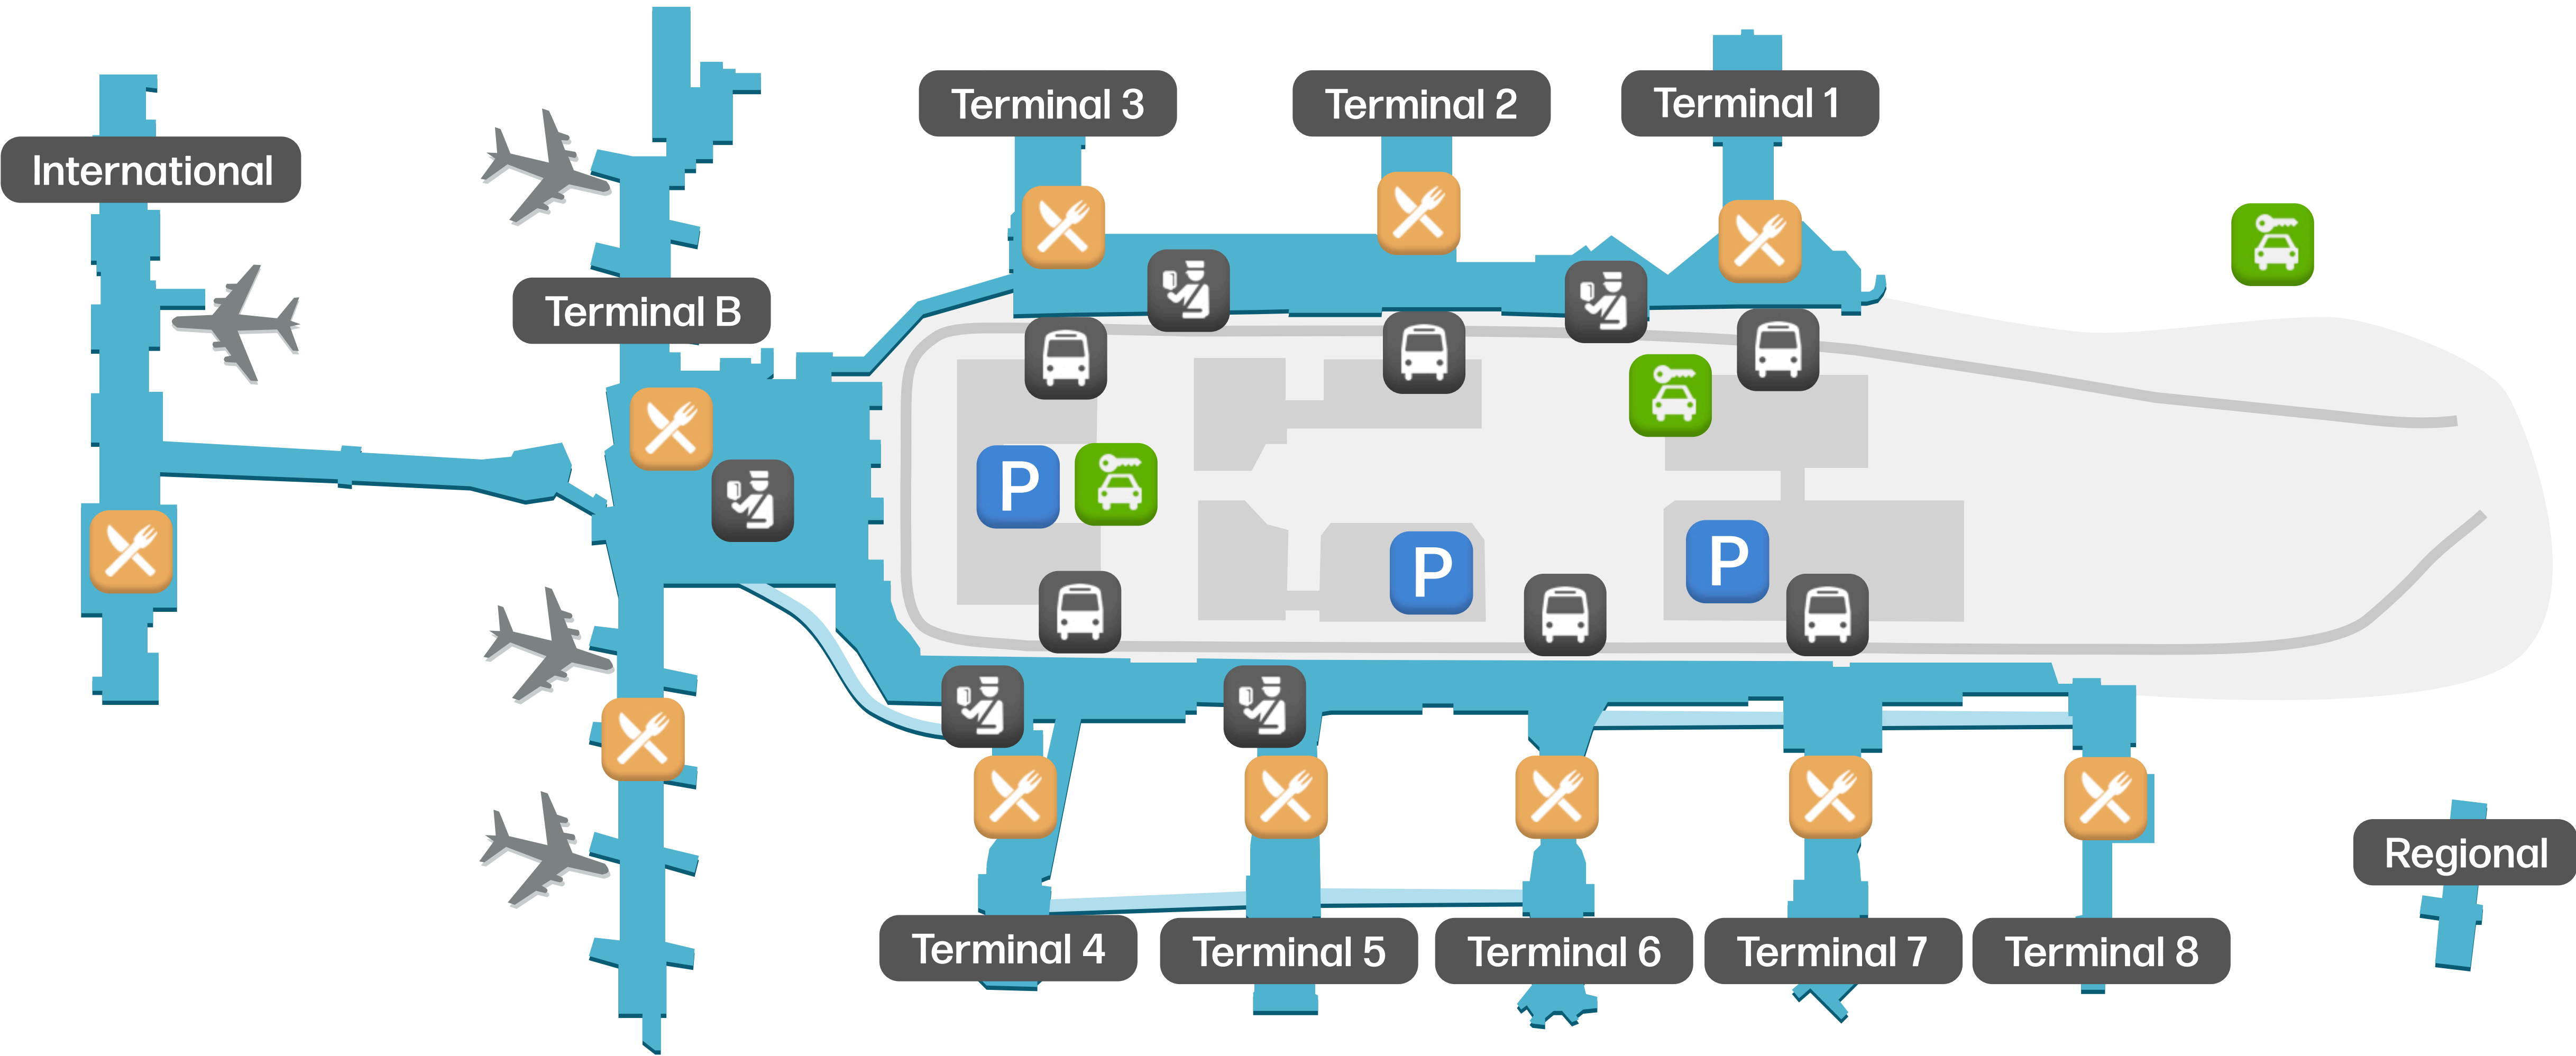 Terminal 3
Terminal 2
Terminal 1
International
Terminal B
P
P
P
Regional
Terminal 4
Terminal 5
Terminal 6
Terminal 7
Terminal 8